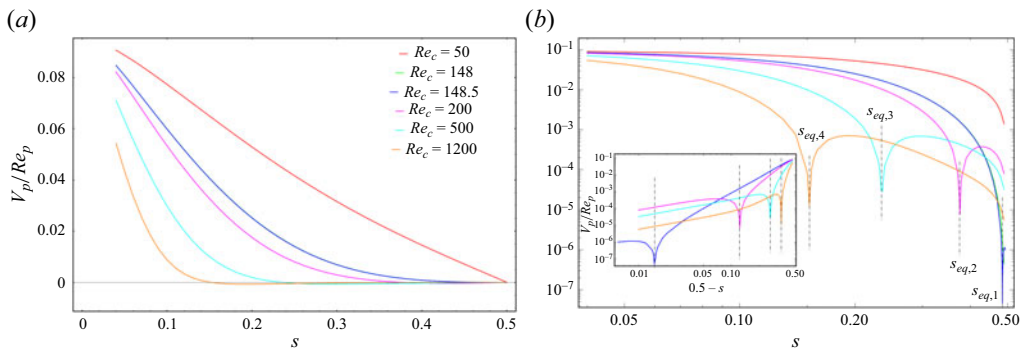 (a)
0.08
0.06
0.04
0.02
0
V_p/Re_p
0
0.1
0.2
0.3
0.4
0.5
s
Re_c = 50
Re_c = 148
Re_c = 148.5
Re_c = 200
Re_c = 500
Re_c = 1200
(b)
10^-1
10^-2
10^-3
10^-4
10^-5
10^-6
10^-7
0.05
0.10
0.20
0.50
s
s_eq,4
s_eq,3
s_eq,2
s_eq,1
10^-1
10^-2
10^-3
10^-4
10^-5
10^-6
10^-7
V_p/Re_p
0.01
0.05
0.10
0.50
0.5 – s